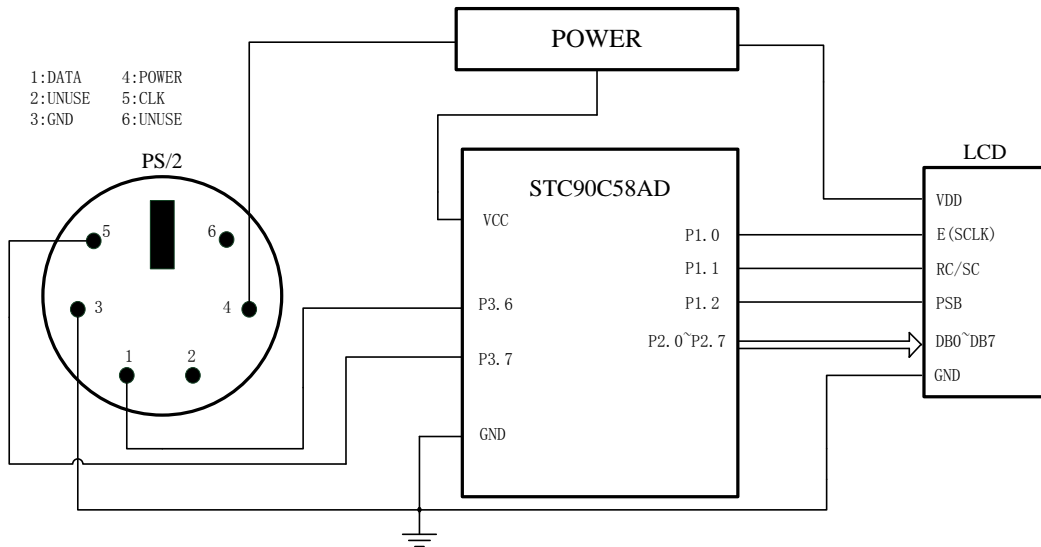 POWER
1:DATA 4:POWER
2:UNUSE 5:CLK
3:GND 6:UNUSE
PS/2
5
6
3
4
1
2
STC90C58AD
VCC
P1.0
P1.1
P3.6
P1.2
P2.0~P2.7
P3.7
GND
LCD
VDD
E(SCLK)
RC/SC
PSB
DB0~DB7
GND